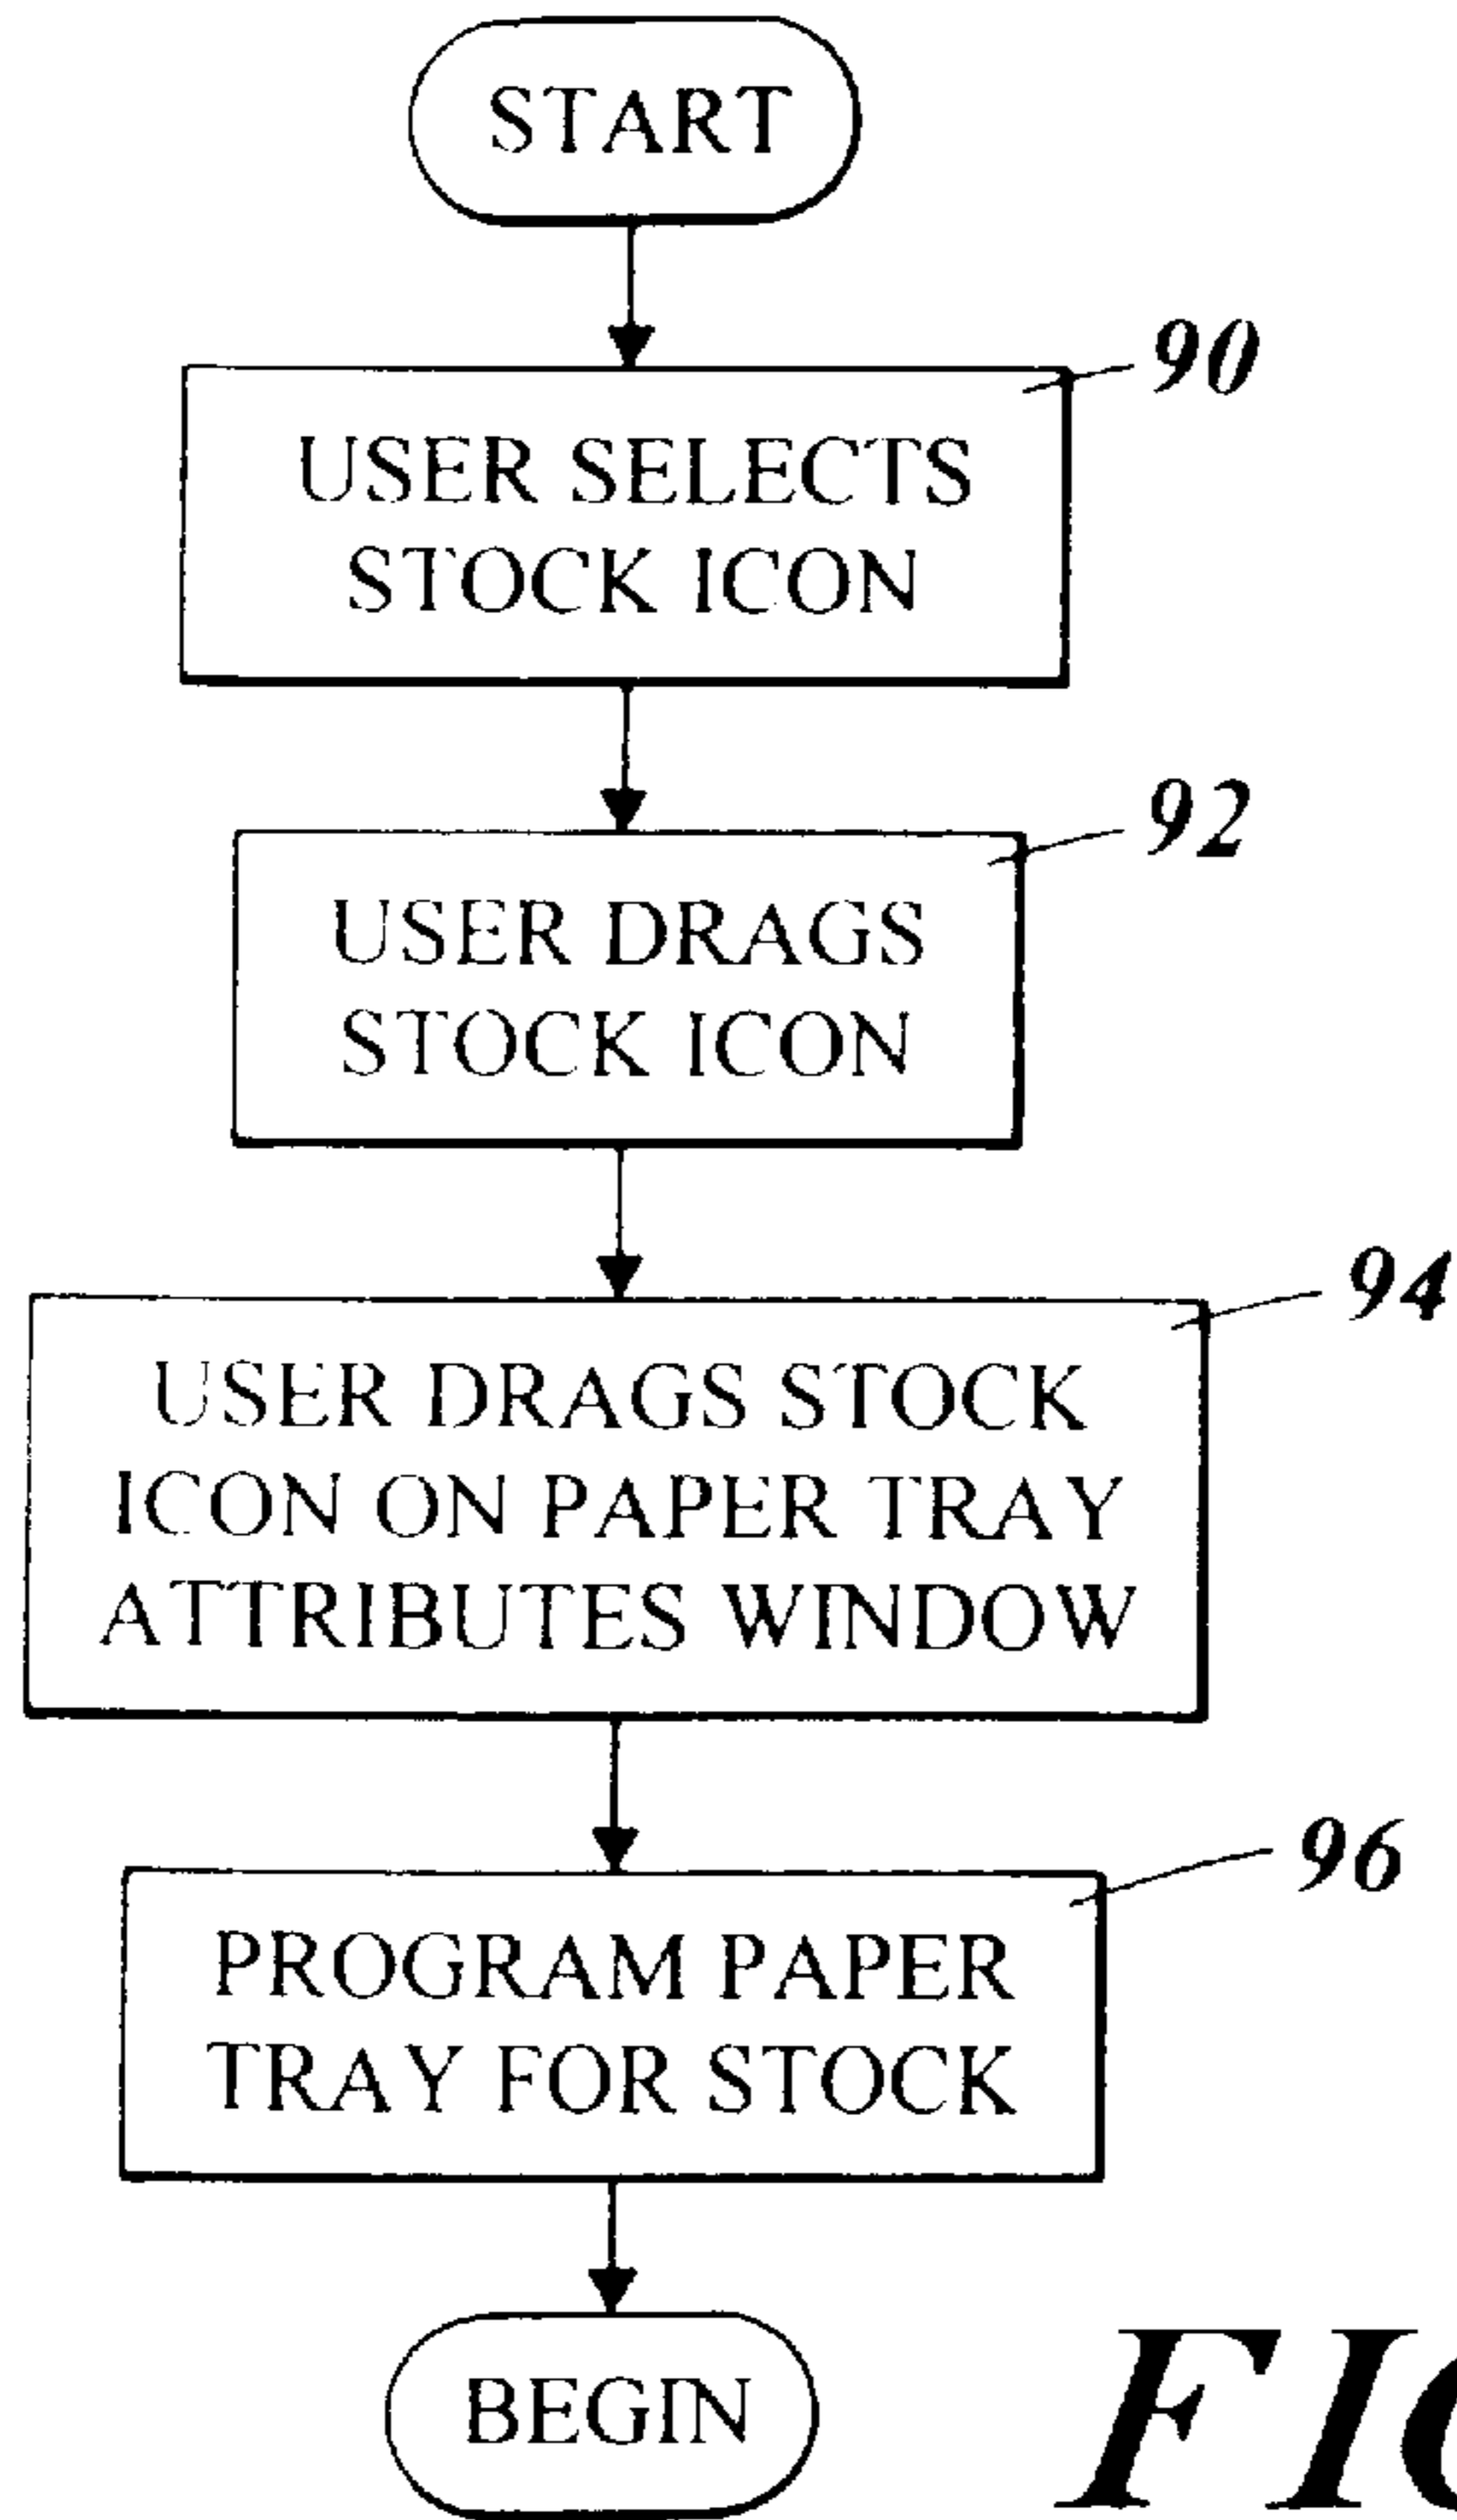 START
90
USER SELECTS
STOCK ICON
92
USER DRAGS
STOCK ICON
94
USER DRAGS STOCK
ICON ON PAPER TRAY
ATTRIBUTES WINDOW
96
PROGRAM PAPER
TRAY FOR STOCK
BEGIN